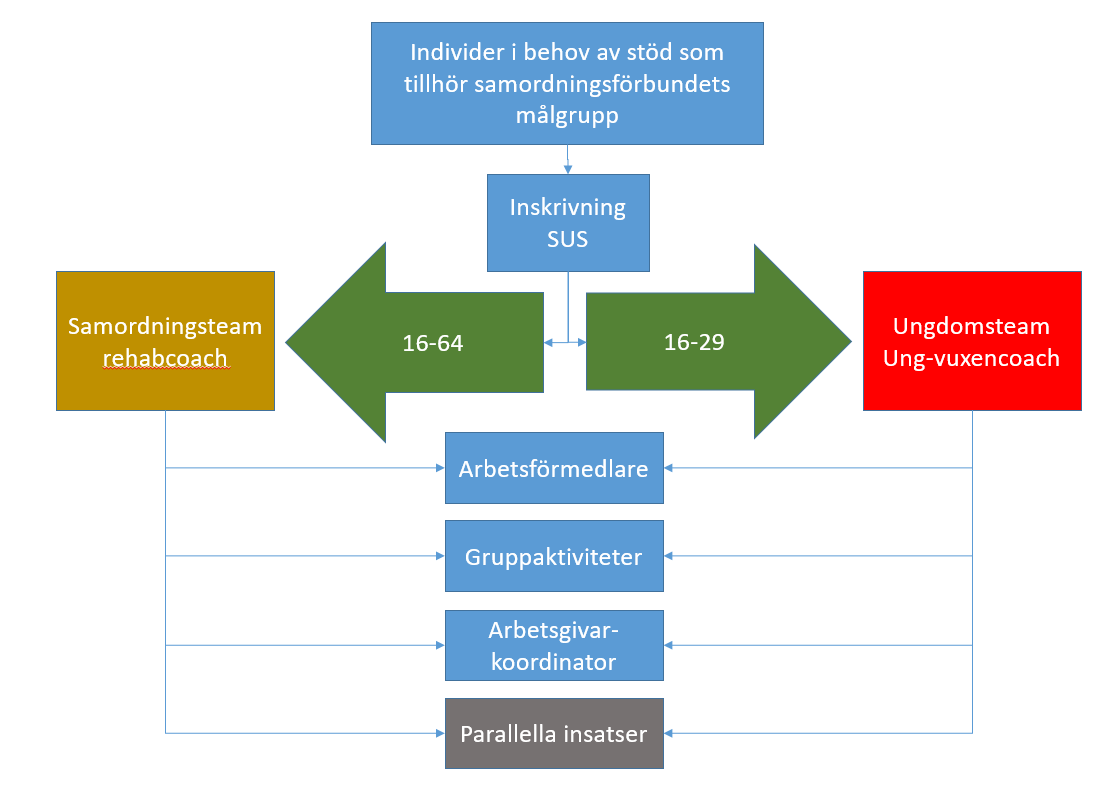 Individer i behov av stöd som
tillhör samordningsförbundets
målgrupp
Inskrivning
SUS
16-64
16-29
Samordningsteam
rehabcoach
Ungdomsteam
Ung-vuxencoach
Arbetsförmedlare
Gruppaktiviteter
Arbetsgivar-
koordinator
Parallella insatser